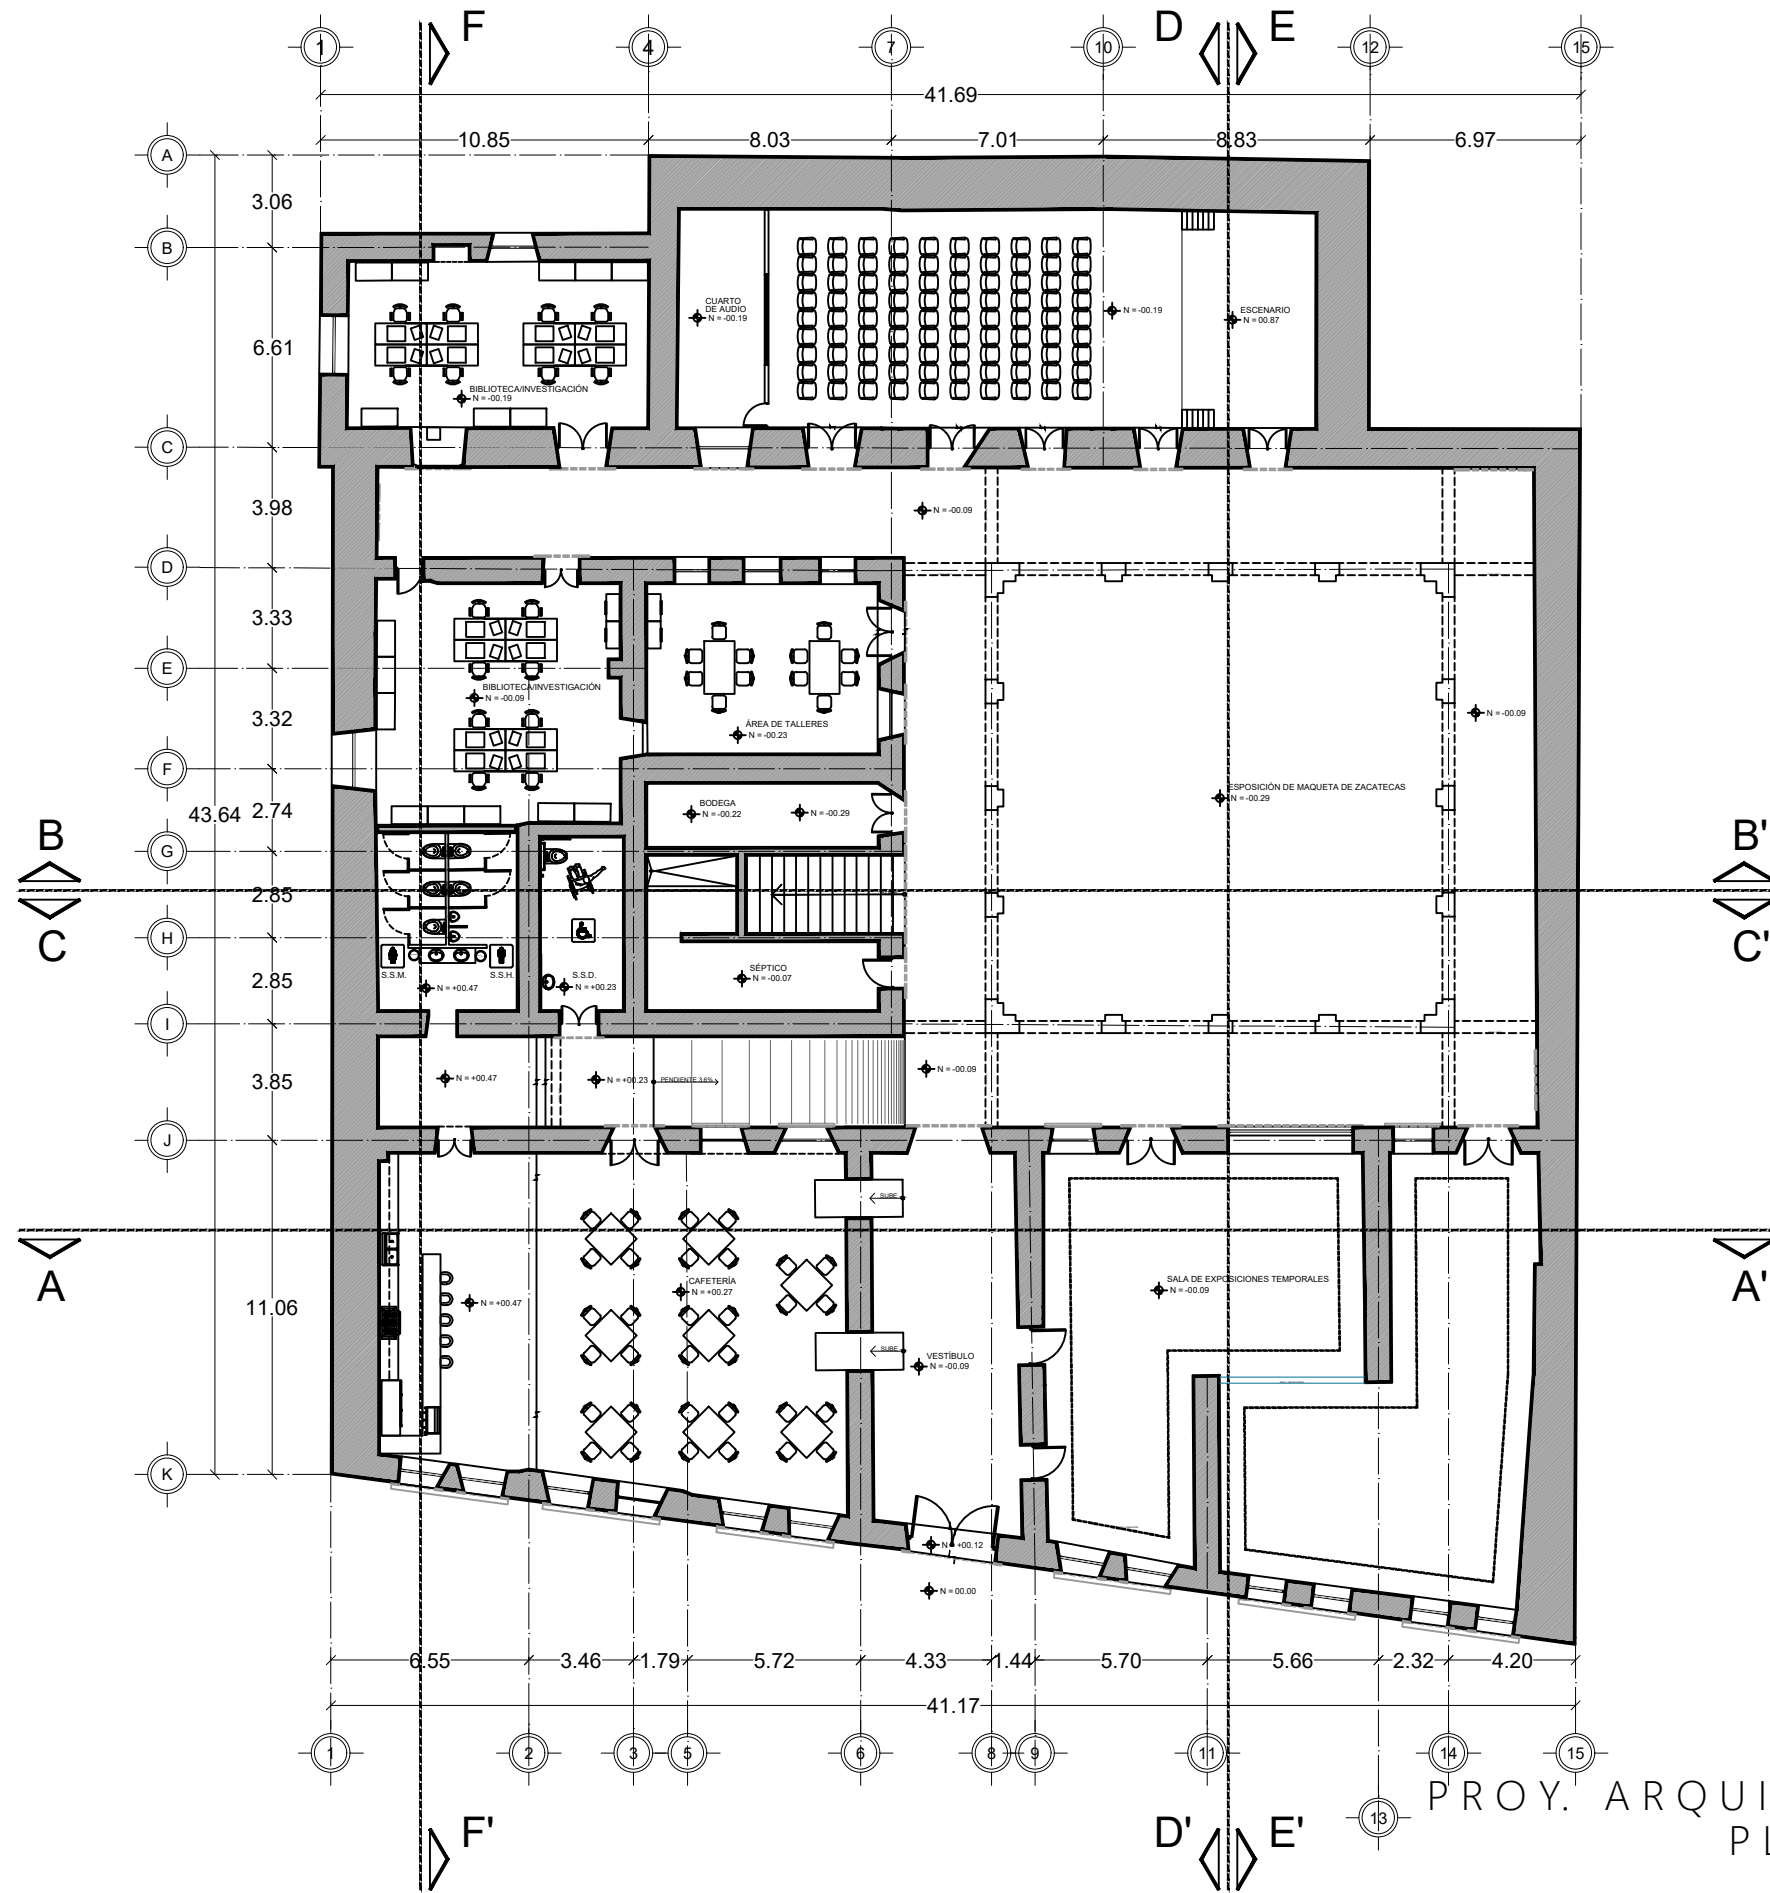 F
D
E
1
4
7
10
12
15
41.69
10.85
8.03
7.01
8.83
6.97
A
3.06
B
6.61
C
3.98
D
3.33
E
3.32
F
43.64
2.74
G
2.85
H
2.85
I
3.85
J
11.06
K
CUARTO
DE AUDIO
N = -00.19
N = -00.19
ESCENARIO
N = 00.87
BIBLIOTECA/INVESTIGACIÓN
N = -00.19
N = -00.09
BIBLIOTECA/INVESTIGACIÓN
N = -00.09
ÁREA DE TALLERES
N = -00.23
N = -00.09
ESPOSICIÓN DE MAQUETA DE ZACATECAS
N = -00.29
BODEGA
N = -00.22
N = -00.29
B
B'
C
C'
SÉPTICO
N = -00.07
S.S.M.
S.S.H.
N = +00.47
S.S.D.
N = +00.23
N = +00.47
N = +00.23
PENDIENTE 3.6%
N = -00.09
SUBE
A
A'
CAFETERÍA
N = +00.27
N = +00.47
SALA DE EXPOSICIONES TEMPORALES
N = -00.09
SUBE
VESTÍBULO
N = -00.09
N = +00.12
N = 00.00
6.55
3.46
1.79
5.72
4.33
1.44
5.70
5.66
2.32
4.20
41.17
1
2
3
5
6
8
9
11
14
15
13
PROY. ARQUI
PL
F'
D'
E'